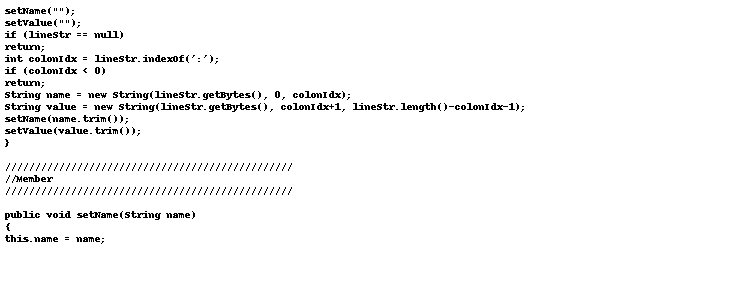 setName("");
setValue("");
if (lineStr == null)
return;
int colonIdx = lineStr.indexOf(':');
if (colonIdx < 0)
return;
String name = new String(lineStr.getBytes(), 0, colonIdx);
String value = new String(lineStr.getBytes(), colonIdx+1, lineStr.length()-colonIdx-1);
setName(name.trim());
setValue(value.trim());
}
////////////////////////////////////////////////
//Member
////////////////////////////////////////////////
public void setName(String name)
{
this.name = name;